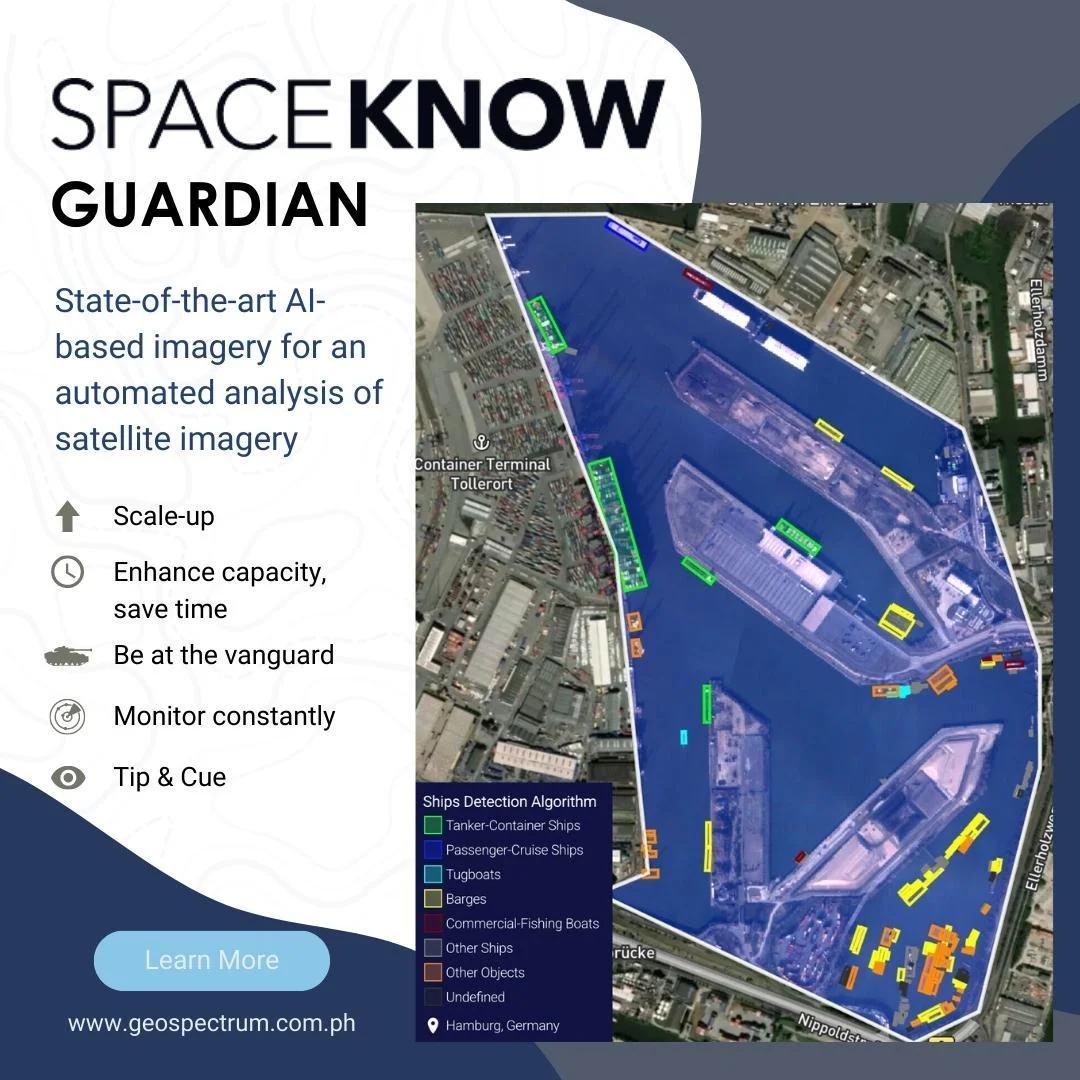 SPACEKNOW
GUARDIAN
State-of-the-art AI-
based imagery for an
automated analysis of
satellite imagery
Scale-up
Enhance capacity,
save time
Be at the vanguard
Monitor constantly
Tip & Cue
Learn More
www.geospectrum.com.ph
Ellerholzdamm
Container Terminal
Tollerort
Ships Detection Algorithm
Tanker-Container Ships
Passenger-Cruise Ships
Tugboats
Barges
Commercial-Fishing Boats
Other Ships
Other Objects
Undefined
Hamburg, Germany
rücke
Nippoldstr
Ellerholzwe